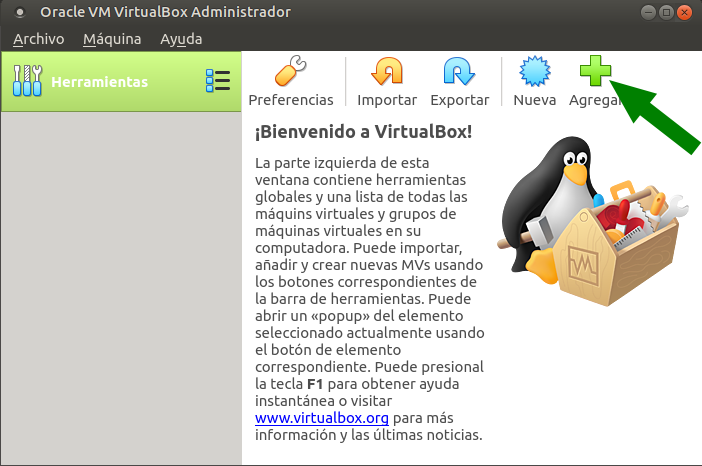 Oracle VM VirtualBox Administrador
Archivo Máquina Ayuda
Herramientas
Preferencias Importar Exportar Nueva Agregar
¡Bienvenido a VirtualBox!
La parte izquierda de esta
ventana contiene herramientas
globales y una lista de todas las
máquins virtuales y grupos de
máquinas virtuales en su
computadora. Puede importar,
añadir y crear nuevas MVs usando
los botones correspondientes de
la barra de herramientas. Puede
abrir un «popup» del elemento
seleccionado actualmente usando
el botón de elemento
correspondiente. Puede presional
la tecla F1 para obtener ayuda
instantánea o visitar
www.virtualbox.org para más
información y las últimas noticias.